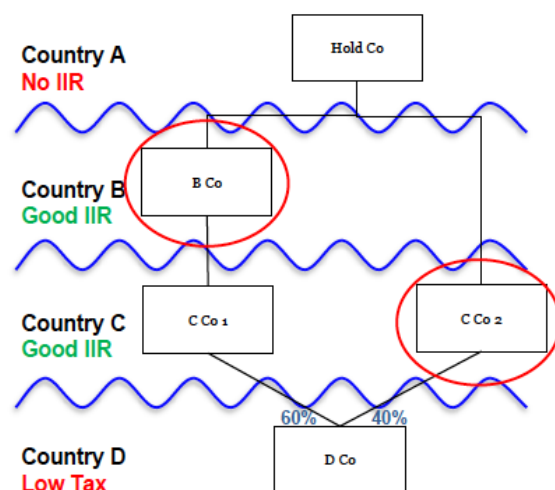 Hold Co
Country A
No IIR
B Co
Country B
Good IIR
C Co 1
C Co 2
Country C
Good IIR
60%
40%
Country D
D Co
Low Tax